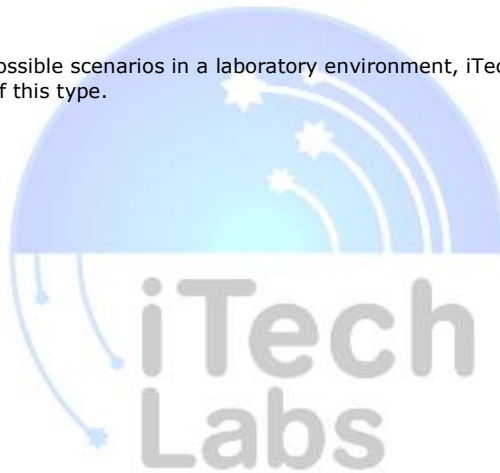 ossible scenarios in a laboratory environment, iTec
f this type.
iTech
Labs